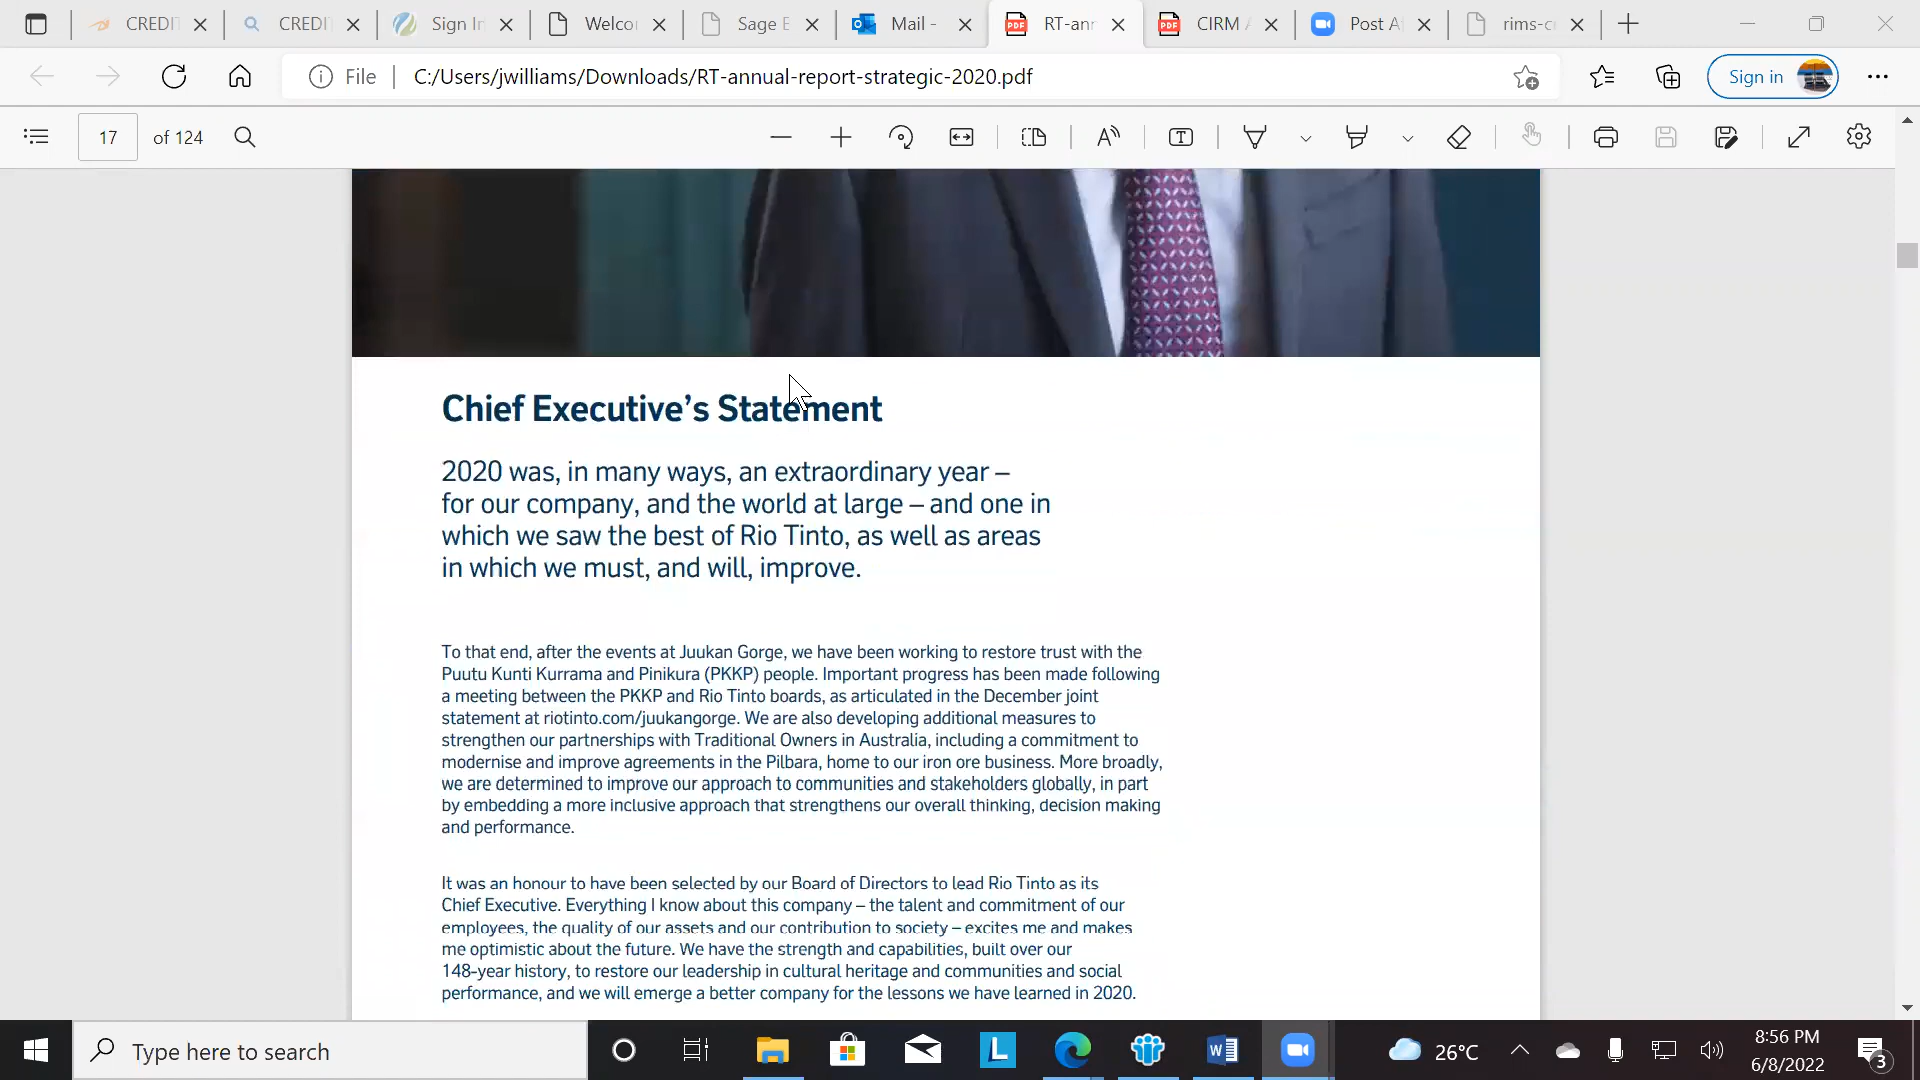 CREDI
CREDI
Sign In
Welco
Sage E
Mail -
RT-ann
CIRM A
Post A
rims-c
File
C:/Users/jwilliams/Downloads/RT-annual-report-strategic-2020.pdf
Sign in
17 of 124
Chief Executive's Statement
2020 was, in many ways, an extraordinary year –
for our company, and the world at large – and one in
which we saw the best of Rio Tinto, as well as areas
in which we must, and will, improve.
To that end, after the events at Juukan Gorge, we have been working to restore trust with the
Puutu Kunti Kurrama and Pinikura (PKKP) people. Important progress has been made following
a meeting between the PKKP and Rio Tinto boards, as articulated in the December joint
statement at riotinto.com/juukangorge. We are also developing additional measures to
strengthen our partnerships with Traditional Owners in Australia, including a commitment to
modernise and improve agreements in the Pilbara, home to our iron ore business. More broadly,
we are determined to improve our approach to communities and stakeholders globally, in part
by embedding a more inclusive approach that strengthens our overall thinking, decision making
and performance.
It was an honour to have been selected by our Board of Directors to lead Rio Tinto as its
Chief Executive. Everything I know about this company – the talent and commitment of our
employees, the quality of our assets and our contribution to society – excites me and makes
me optimistic about the future. We have the strength and capabilities, built over our
148-year history, to restore our leadership in cultural heritage and communities and social
performance, and we will emerge a better company for the lessons we have learned in 2020.
Type here to search
26°C
8:56 PM
6/8/2022
3